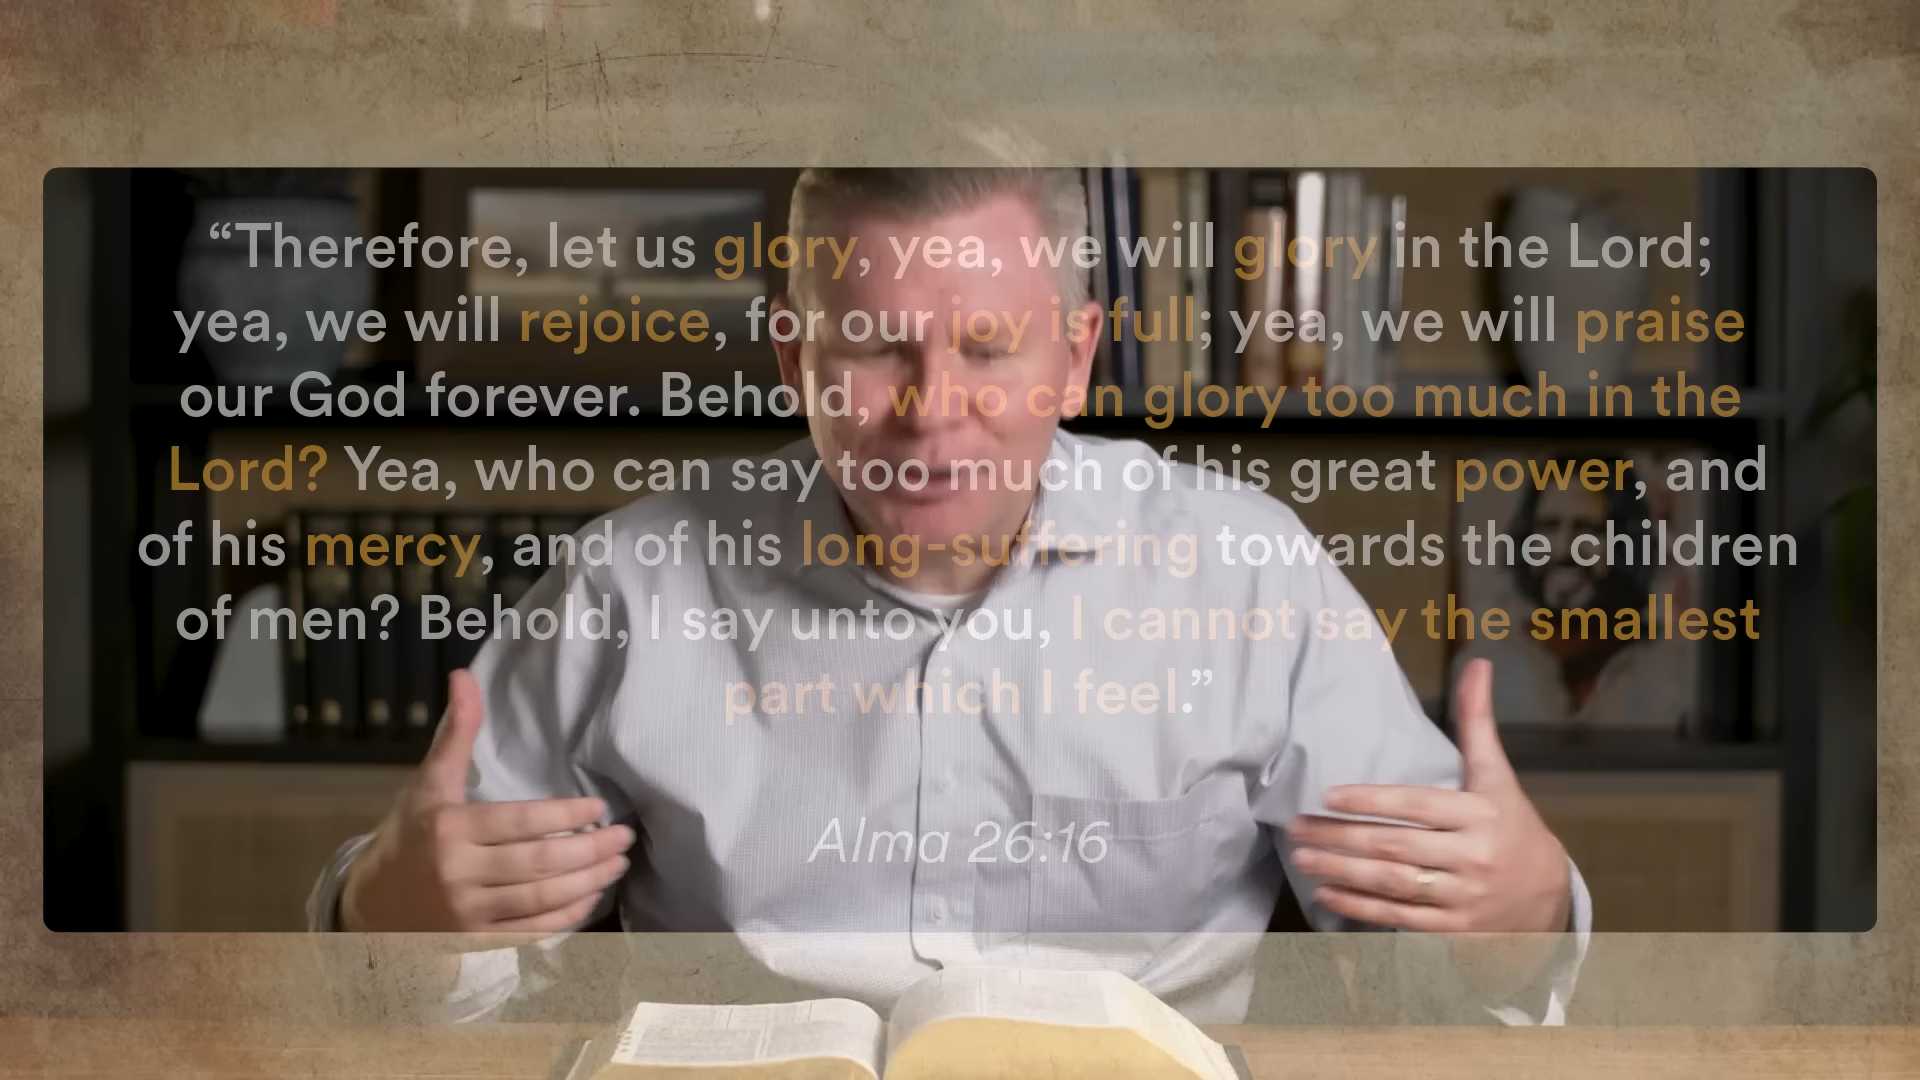 “Therefore, let us glory, yea, we will glory in the Lord;
yea, we will rejoice, for our joy is full; yea, we will praise
our God forever. Behold, who can glory too much in the
Lord? Yea, who can say too much of his great power, and
of his mercy, and of his long-suffering towards the children
of men? Behold, I say unto you, I cannot say the smallest
part which I feel.”
Alma 26:16